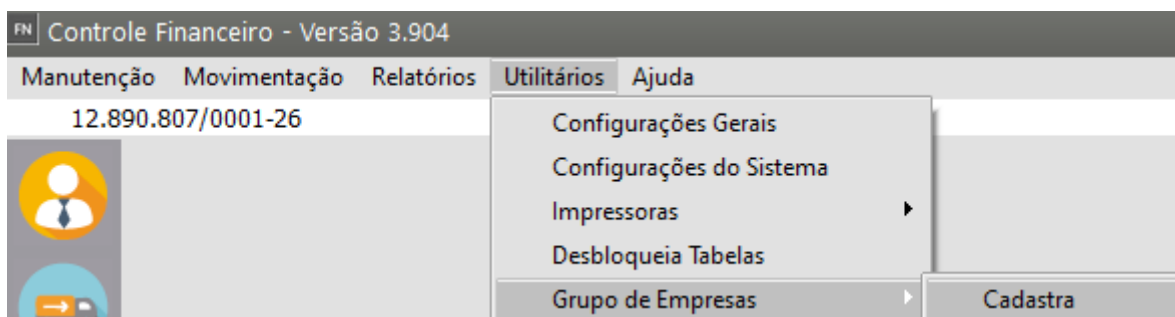 FN Controle Financeiro - Versão 3.904
Manutenção Movimentação Relatórios Utilitários Ajuda
12.890.807/0001-26
Configurações Gerais
Configurações do Sistema
Impressoras
Desbloqueia Tabelas
Grupo de Empresas Cadastra